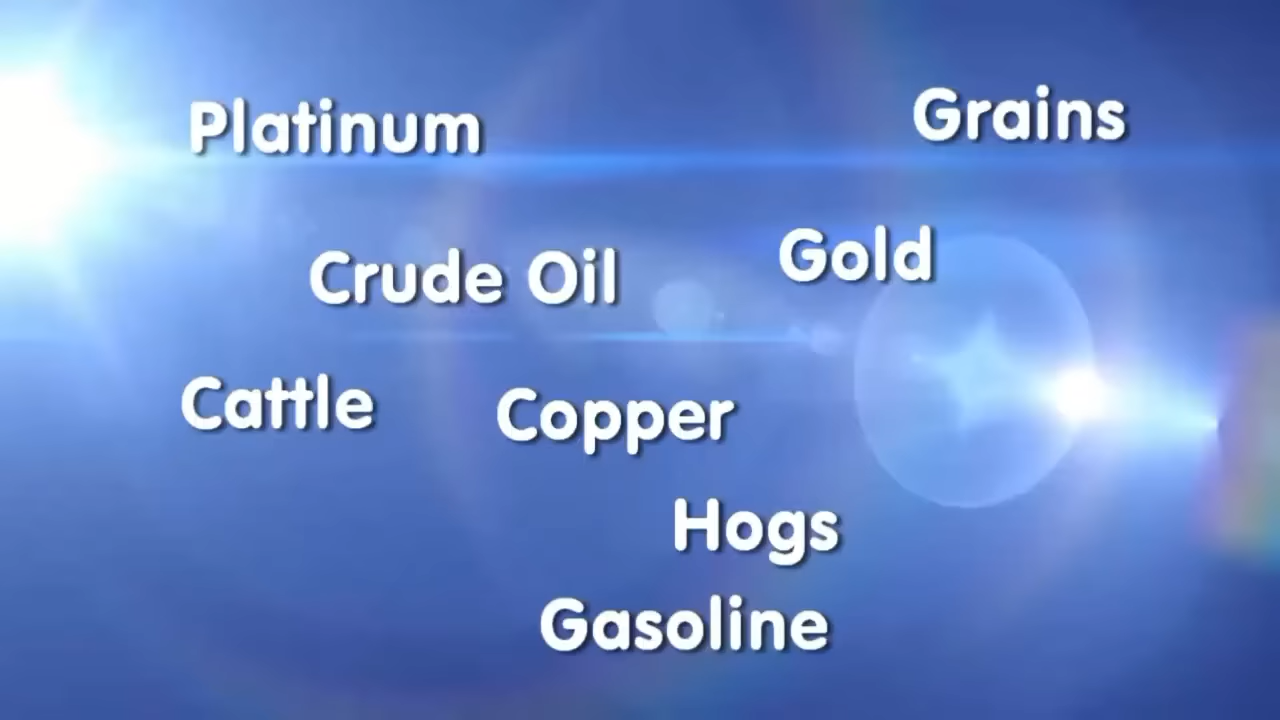 Platinum
Grains
Crude Oil
Gold
Cattle
Copper
Hogs
Gasoline